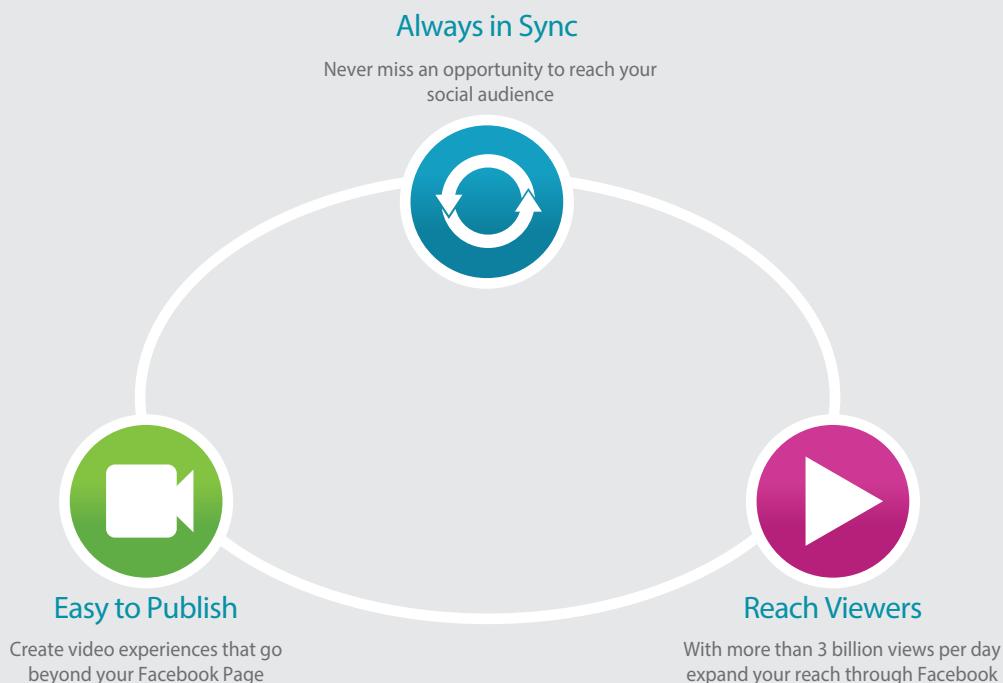 Always in Sync
Never miss an opportunity to reach your
social audience
Easy to Publish
Create video experiences that go
beyond your Facebook Page
Reach Viewers
With more than 3 billion views per day
expand your reach through Facebook